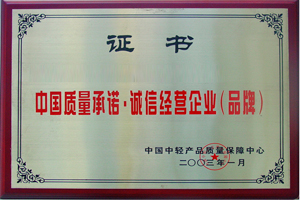 证书
中国质量承诺·诚信经营企业（品牌）
中国中轻产品质量保障中心
二〇〇三年一月